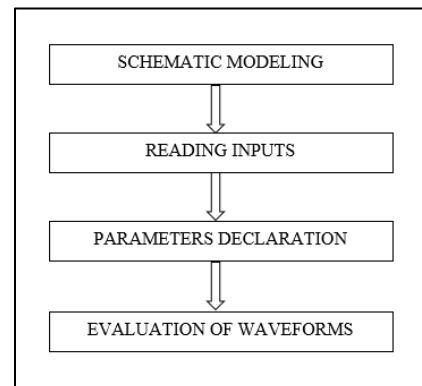 SCHEMATIC MODELING
READING INPUTS
PARAMETERS DECLARATION
EVALUATION OF WAVEFORMS